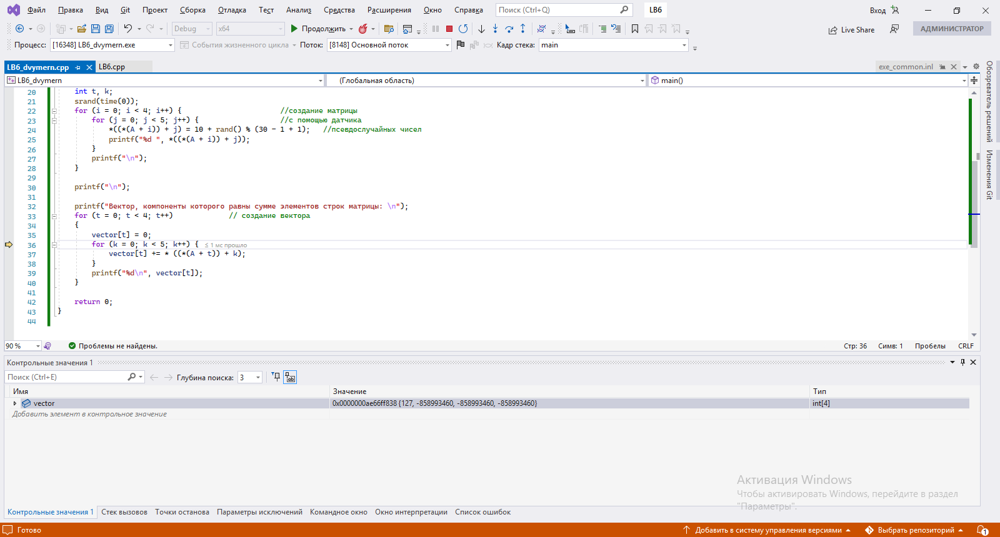 Файл Правка Вид Git Проект Сборка Отладка Тест Анализ Средства Расширения Окно Справка Поиск (Ctrl+Q) LB6 Вход
Debug x64 Продолжить Live Share АДМИНИСТРАТОР
Процесс: [16348] LB6_dvymern.exe События жизненного цикла Поток: [8148] Основной поток Кадр стека: main
LB6_dvymern.cpp LB6.cpp exe_common.inl
LB6_dvymern (Глобальная область) main()
20 int t, k;
21 srand(time(0));
22 for (i = 0; i < 4; i++) { //создание матрицы
23 for (j = 0; j < 5; j++) { //с помощью датчика
24 *((*(A + i)) + j) = 10 + rand() % (30 - 1 + 1); //псевдослучайных чисел
25 printf("%d ", *((*(A + i)) + j));
26 }
27 printf("\n");
28 }
29
30 printf("\n");
31
32 printf("Вектор, компоненты которого равны сумме элементов строк матрицы: \n");
33 for (t = 0; t < 4; t++) // создание вектора
34 {
35 vector[t] = 0;
36 for (k = 0; k < 5; k++) { ≤ 1 мс прошло
37 vector[t] += * ((*(A + t)) + k);
38 }
39 printf("%d\n", vector[t]);
40 }
41
42 return 0;
43 }
44
90 % Проблемы не найдены. Стр: 36 Симв: 1 Пробелы CRLF
Контрольные значения 1
Поиск (Ctrl+E) Глубина поиска: 3
Имя Значение Тип
vector 0x0000000ae66ff838 {127, -858993460, -858993460, -858993460} int[4]
Добавить элемент в контрольное значение
Активация Windows
Чтобы активировать Windows, перейдите в раздел
"Параметры".
Контрольные значения 1 Стек вызовов Точки останова Параметры исключений Командное окно Окно интерпретации Список ошибок
Готово Добавить в систему управления версиями Выбрать репозиторий 1
Обозреватель решений
Изменения Git